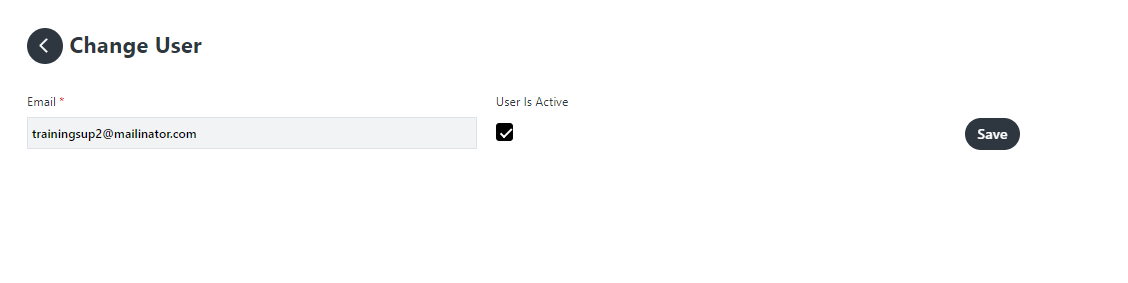 Change User
Email *
User Is Active
trainingsup2@mailinator.com
Save